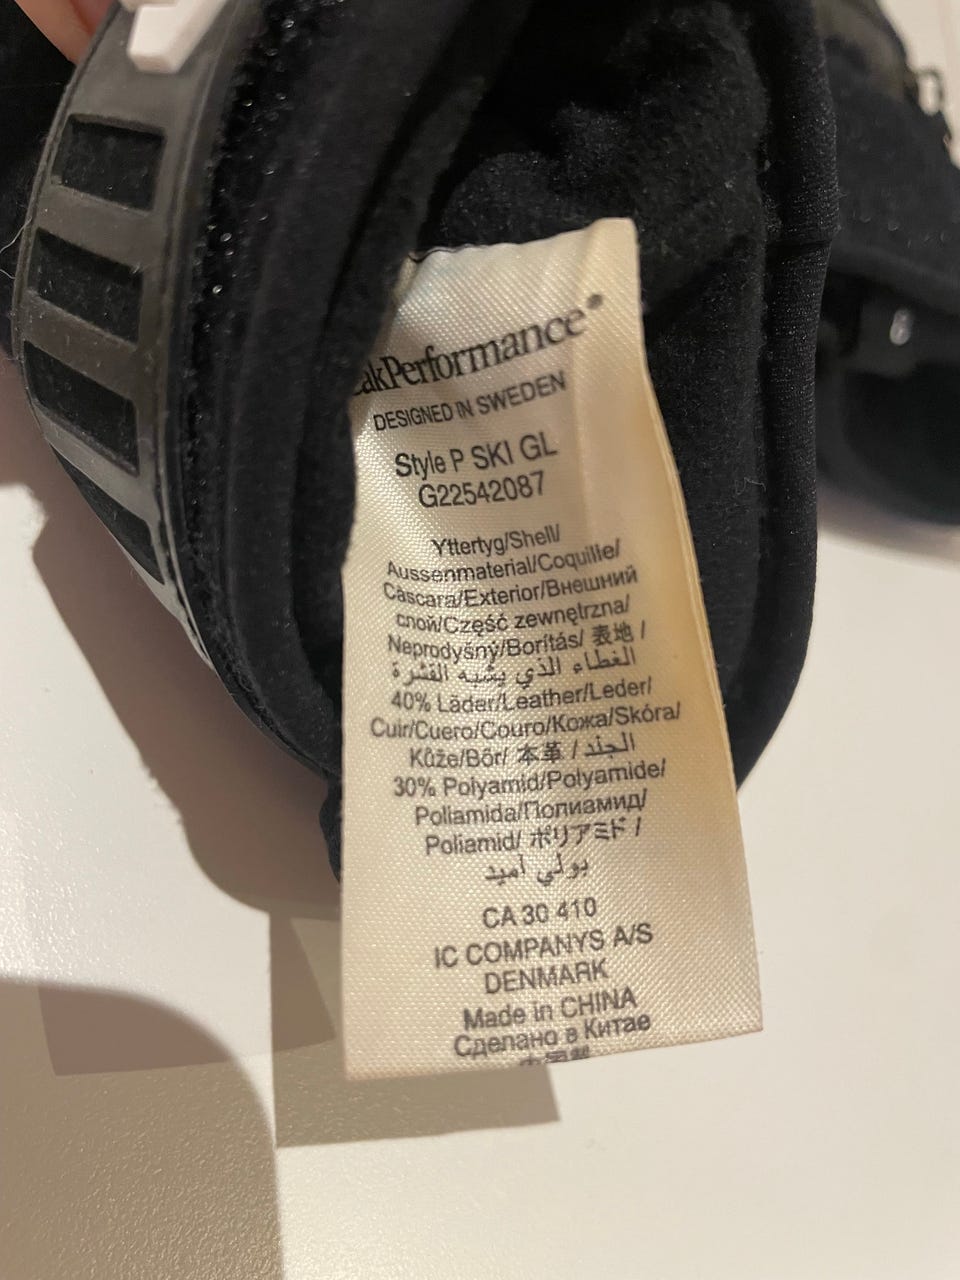 akPerformance®
DESIGNED IN SWEDEN
Style P SKI GL
G22542087
Yttertyg/Shell/
Aussenmaterial/Coquille/
Cáscara/Exterior/Внешний
слой/Część zewnętrzna/
Neprodyšný/Borítás/ 表地 /
الغطاء الذي يشبه القشرة
40% Läder/Leather/Leder/
Cuir/Cuero/Couro/Кожа/Skóra/
Kůže/Bőr/ 本革 / الجلد
30% Polyamid/Polyamide/
Poliamida/Полиамид/
Poliamid/ ポリアミド /
بولي أميد
CA 30 410
IC COMPANYS A/S
DENMARK
Made in CHINA
Сделано в Китае